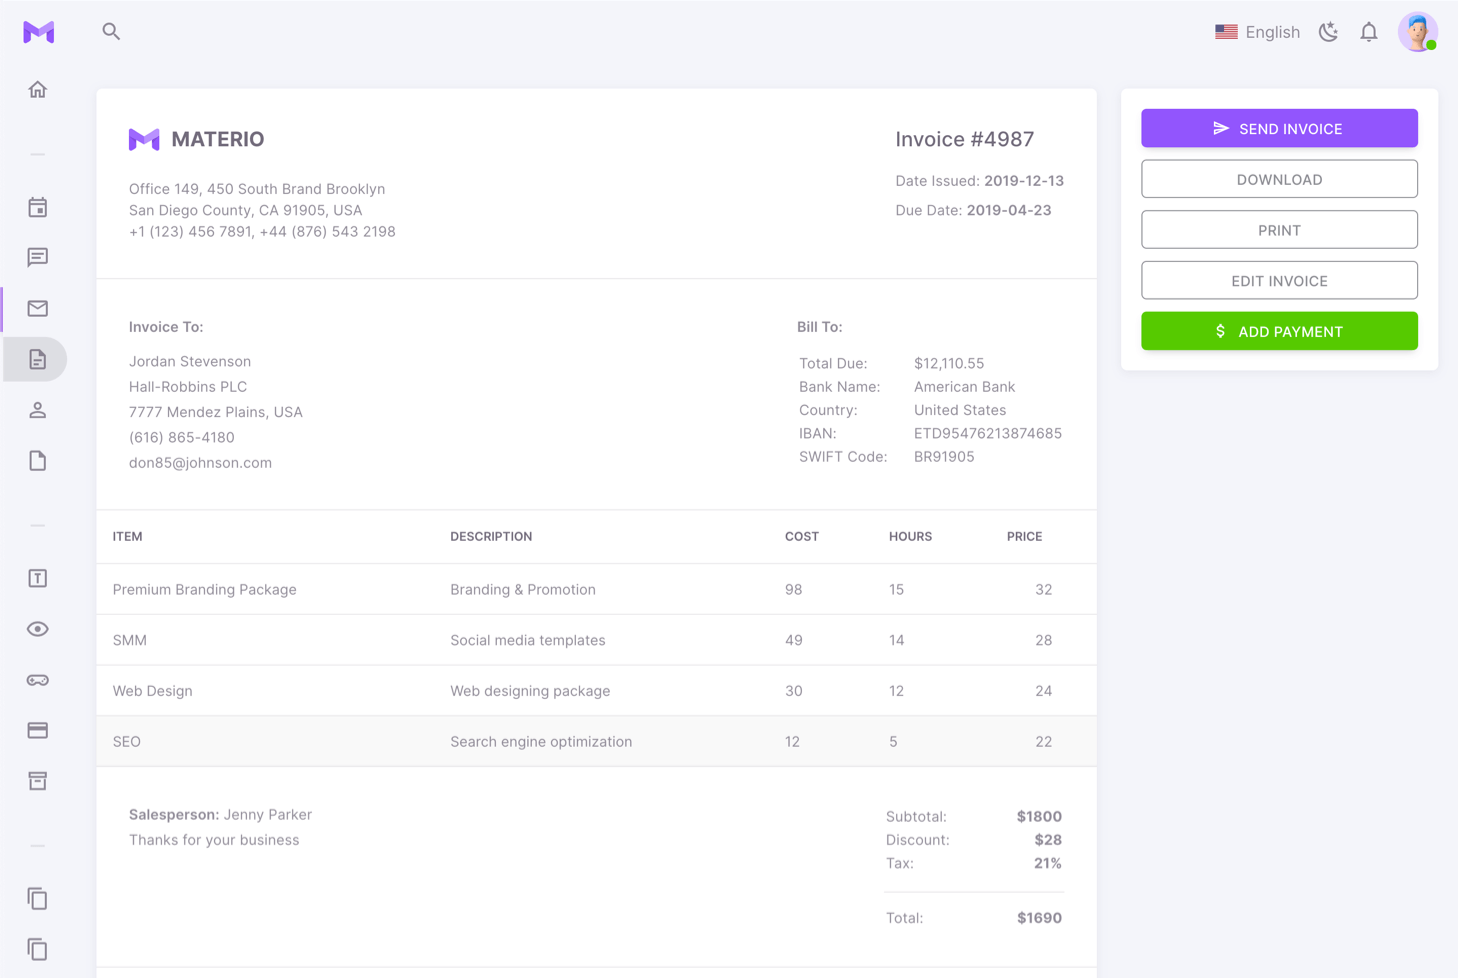 English
MATERIO
Office 149, 450 South Brand Brooklyn
San Diego County, CA 91905, USA
+1 (123) 456 7891, +44 (876) 543 2198
Invoice #4987
Date Issued: 2019-12-13
Due Date: 2019-04-23
SEND INVOICE
DOWNLOAD
PRINT
EDIT INVOICE
$ ADD PAYMENT
Invoice To:
Jordan Stevenson
Hall-Robbins PLC
7777 Mendez Plains, USA
(616) 865-4180
don85@johnson.com
Bill To:
Total Due: $12,110.55
Bank Name: American Bank
Country: United States
IBAN: ETD95476213874685
SWIFT Code: BR91905
ITEM DESCRIPTION COST HOURS PRICE
Premium Branding Package Branding & Promotion 98 15 32
SMM Social media templates 49 14 28
Web Design Web designing package 30 12 24
SEO Search engine optimization 12 5 22
Salesperson: Jenny Parker
Thanks for your business
Subtotal: $1800
Discount: $28
Tax: 21%
Total: $1690